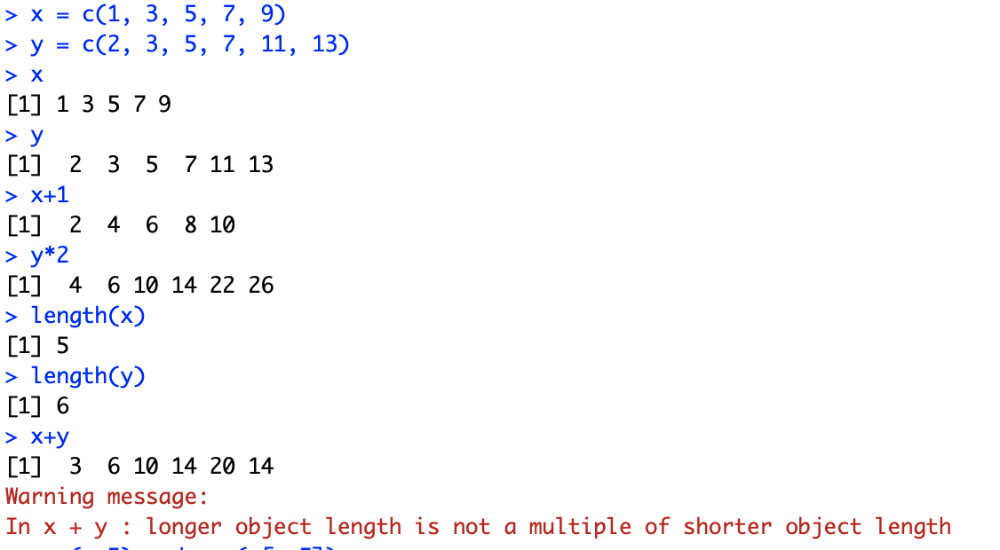 > x = c(1, 3, 5, 7, 9)
> y = c(2, 3, 5, 7, 11, 13)
> x
[1] 1 3 5 7 9
> y
[1]  2  3  5  7 11 13
> x+1
[1]  2  4  6  8 10
> y*2
[1]  4  6 10 14 22 26
> length(x)
[1] 5
> length(y)
[1] 6
> x+y
[1]  3  6 10 14 20 14
Warning message:
In x + y : longer object length is not a multiple of shorter object length